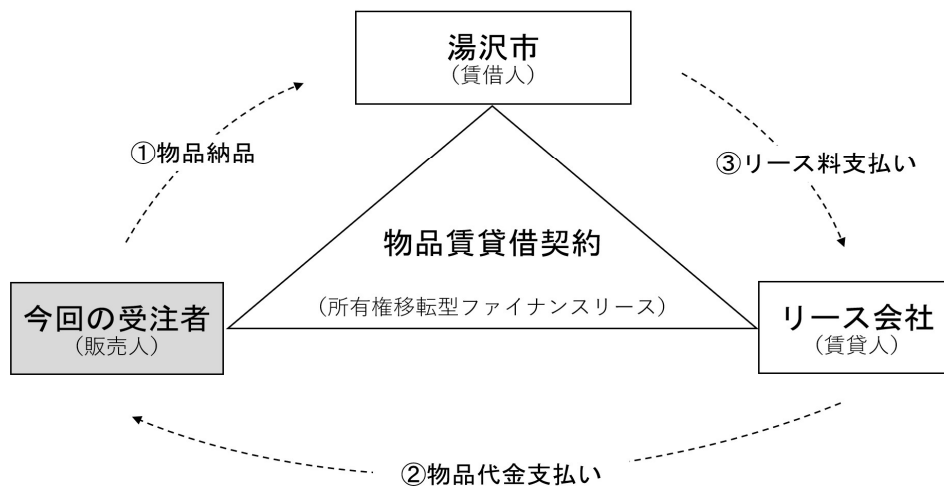 湯沢市
（賃借人）
①物品納品
③リース料支払い
物品賃貸借契約
（所有権移転型ファイナンスリース）
今回の受注者
（販売人）
リース会社
（賃貸人）
②物品代金支払い